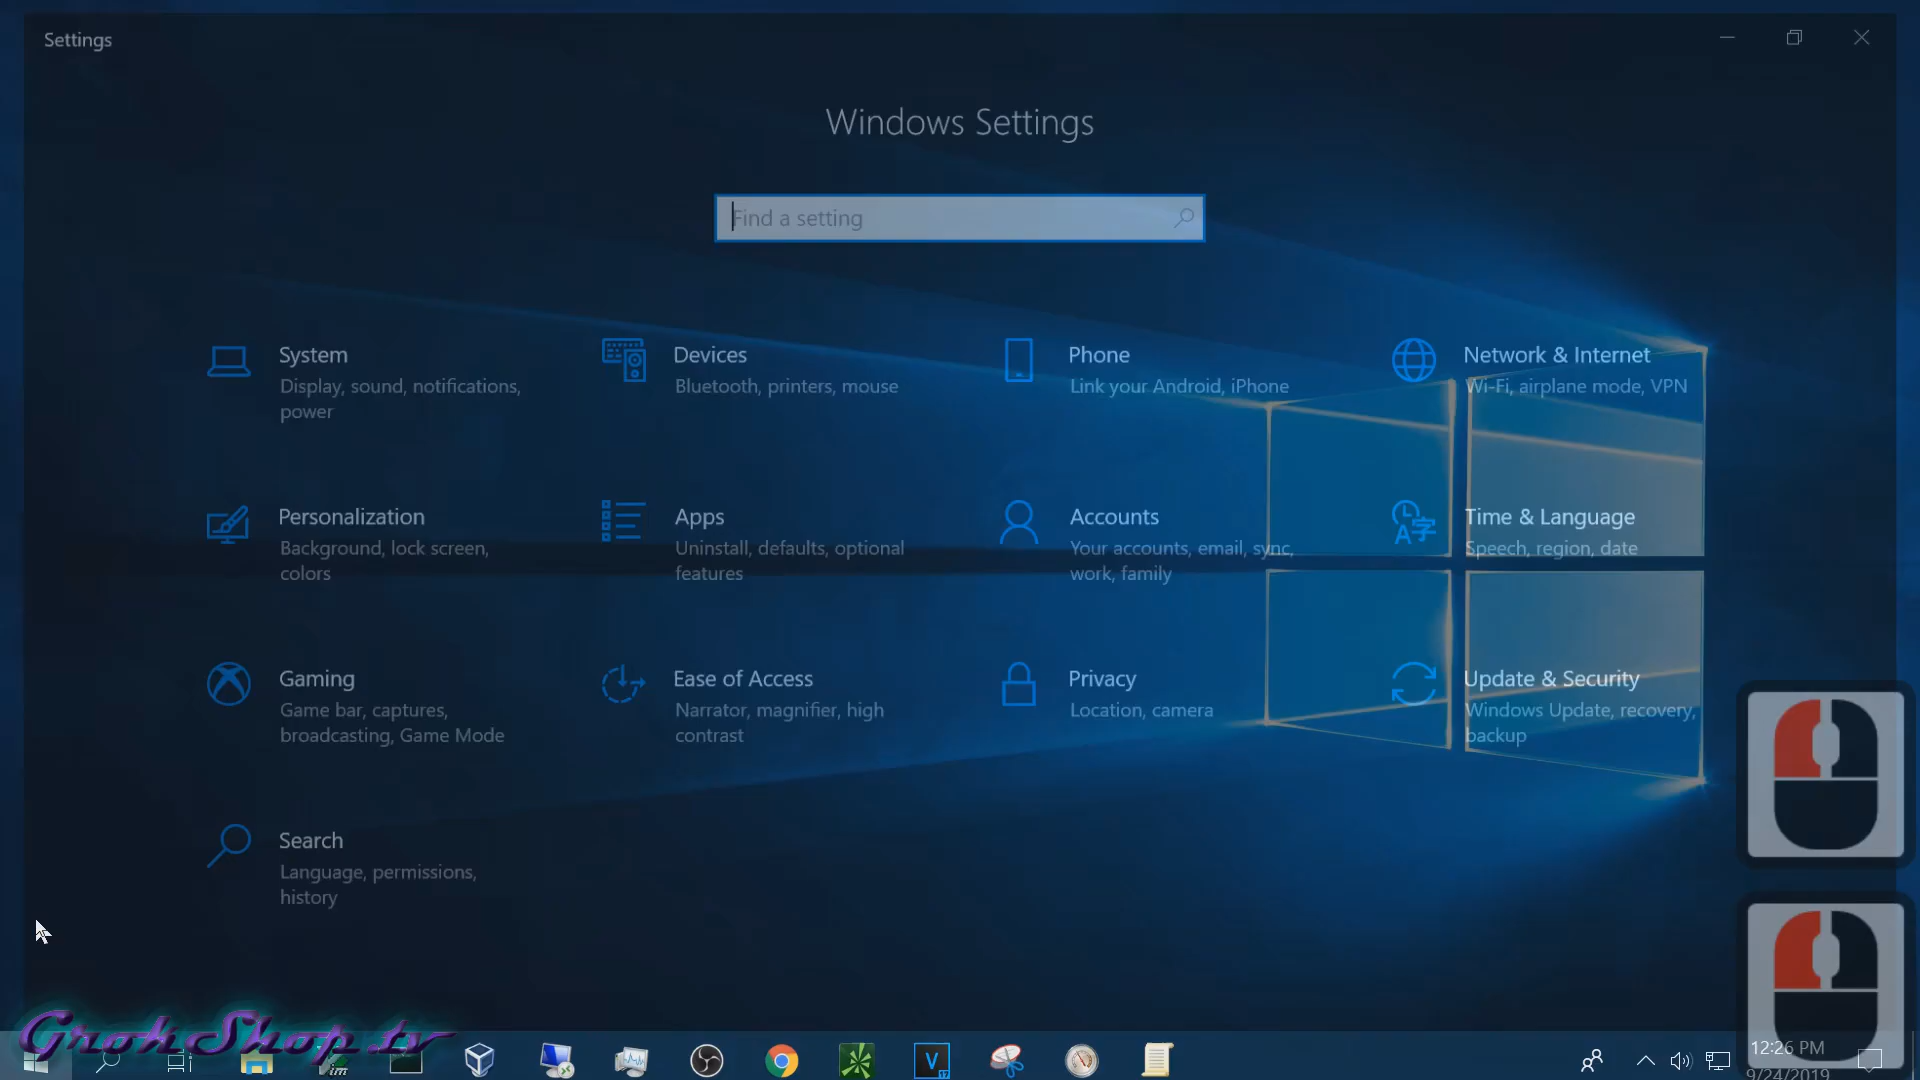 Settings
Windows Settings
Find a setting
System
Display, sound, notifications,
power
Devices
Bluetooth, printers, mouse
Phone
Link your Android, iPhone
Network & Internet
Wi-Fi, airplane mode, VPN
Personalization
Background, lock screen,
colors
Apps
Uninstall, defaults, optional
features
Accounts
Your accounts, email, sync,
work, family
Time & Language
Speech, region, date
Gaming
Game bar, captures,
broadcasting, Game Mode
Ease of Access
Narrator, magnifier, high
contrast
Privacy
Location, camera
Update & Security
Windows Update, recovery,
backup
Search
Language, permissions,
history
GrokShop.tv
12:26 PM
9/24/2019